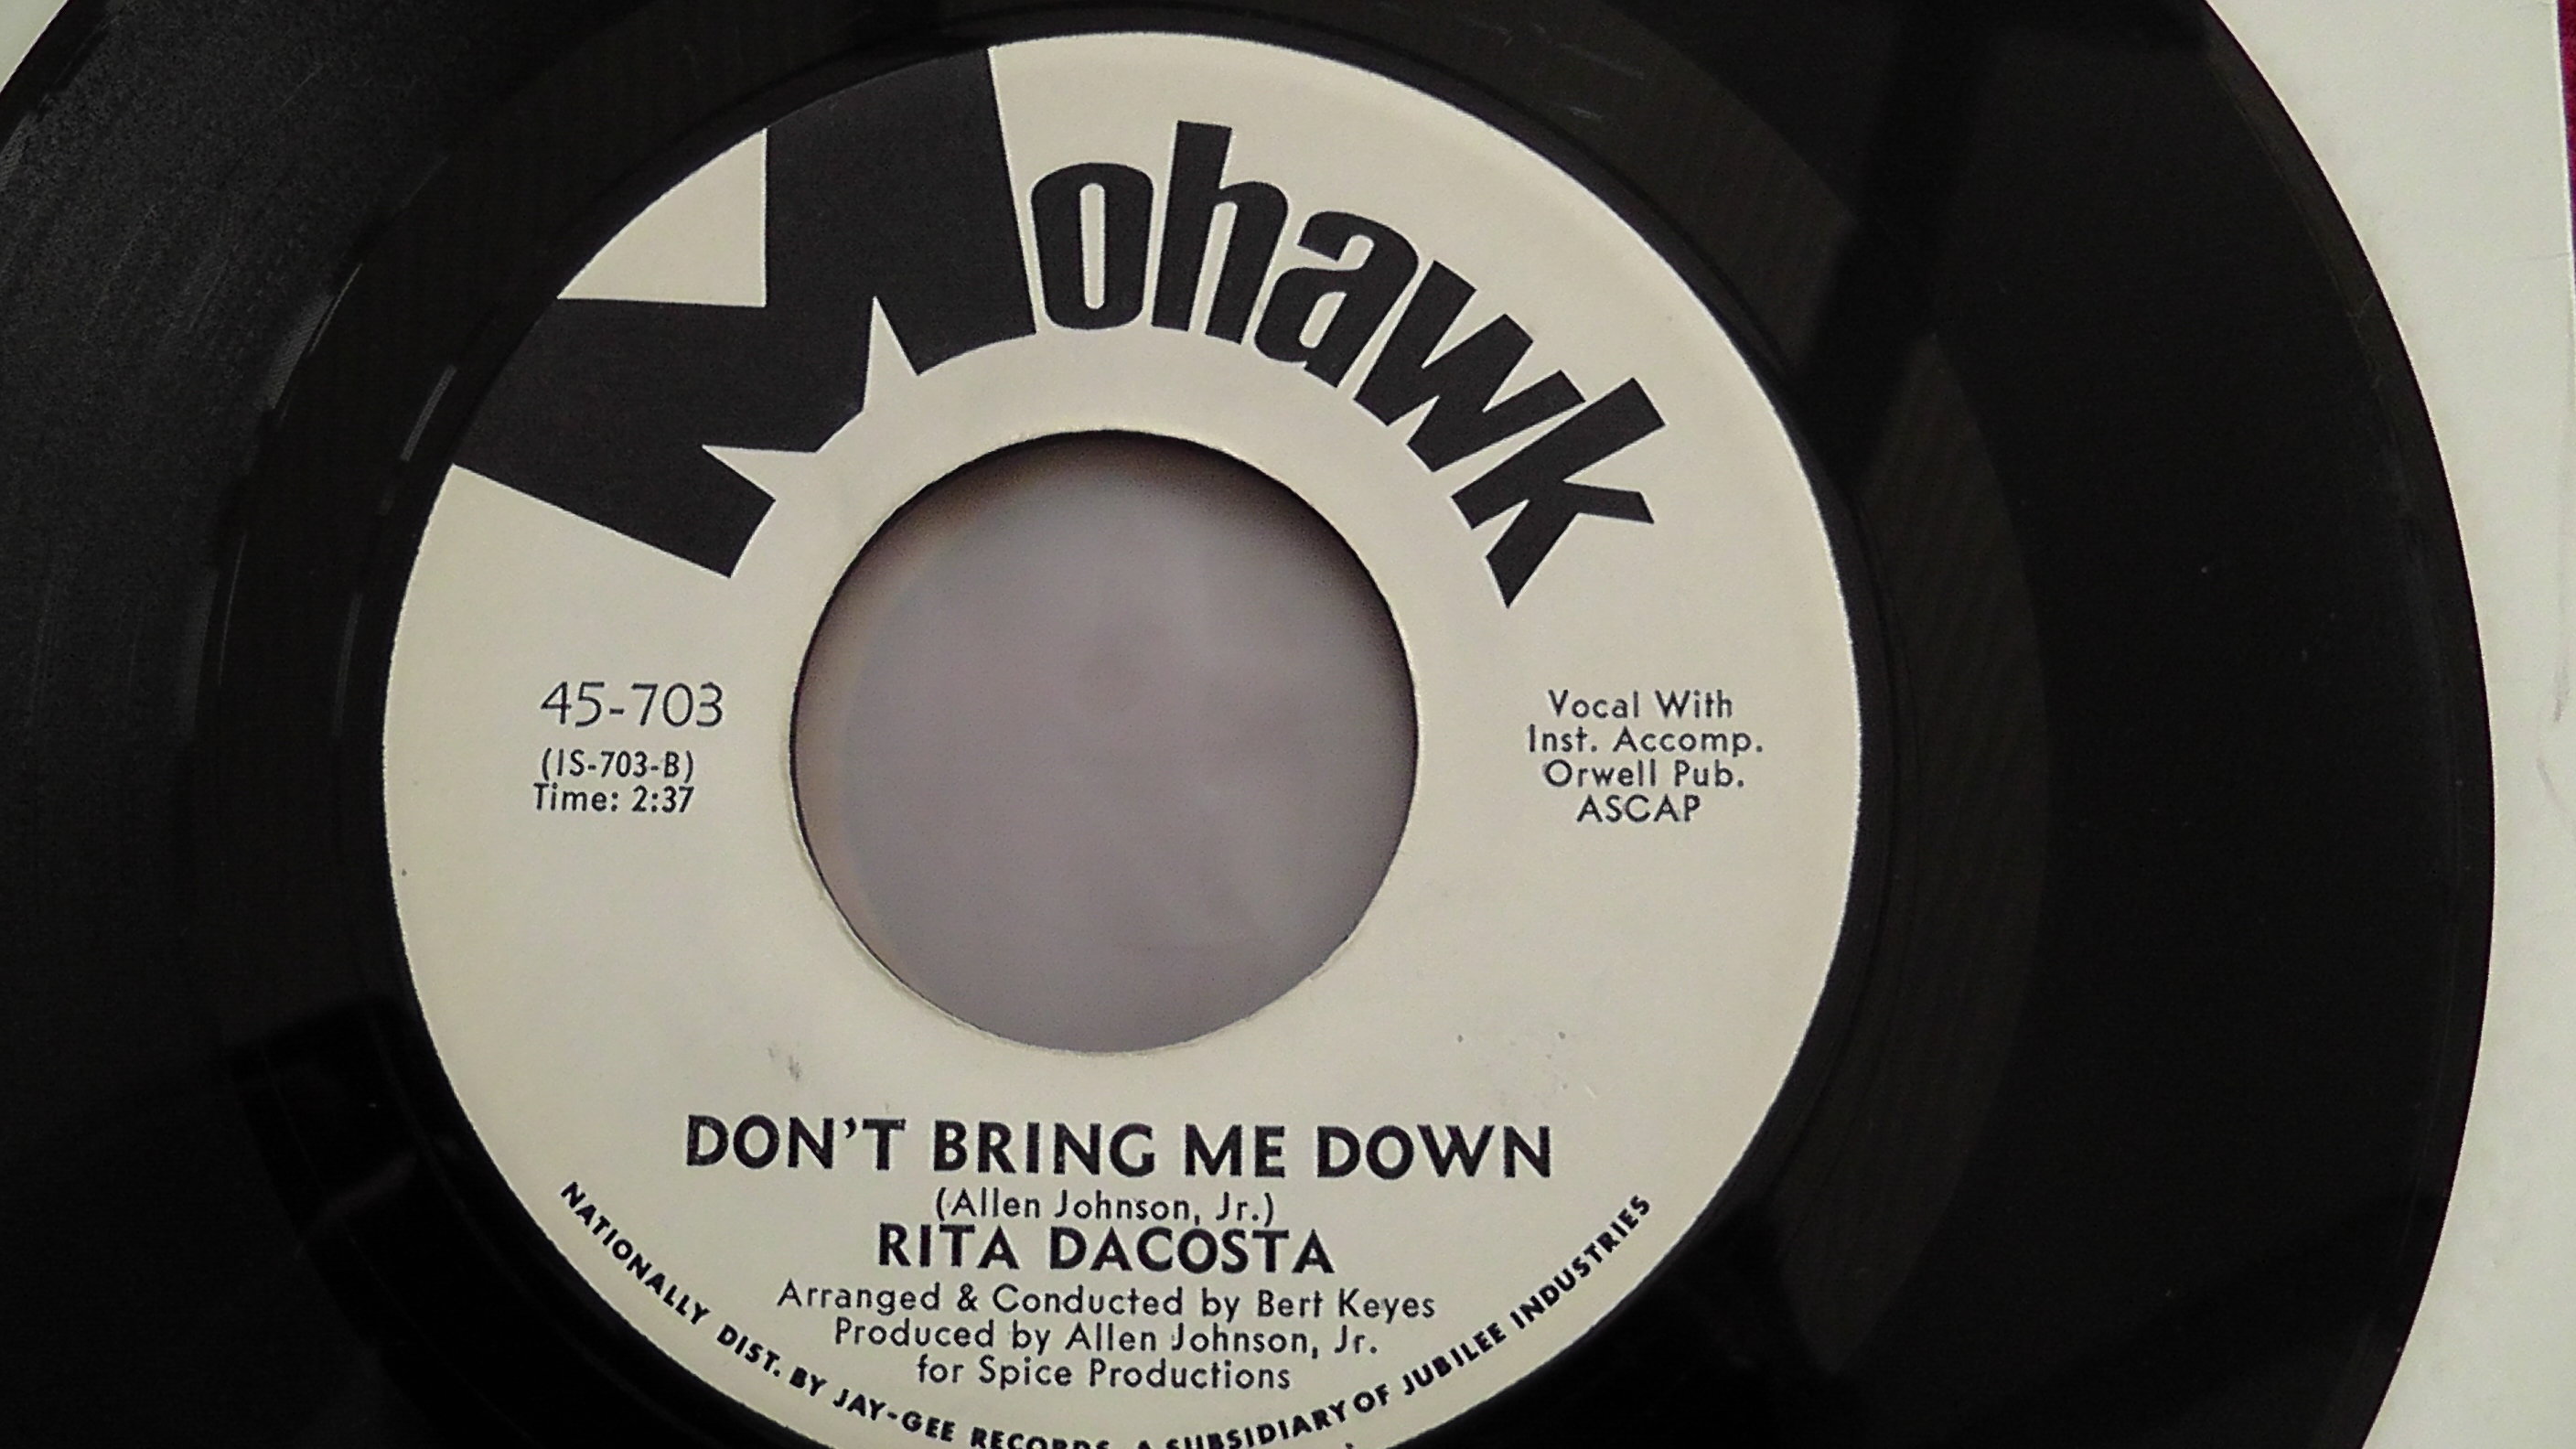 Mohawk
45-703
(IS-703-B)
Time: 2:37
Vocal With
Inst. Accomp.
Orwell Pub.
ASCAP
DON'T BRING ME DOWN
(Allen Johnson, Jr.)
RITA DACOSTA
Arranged & Conducted by Bert Keyes
Produced by Allen Johnson, Jr.
for Spice Productions
NATIONALLY DIST. BY JAY-GEE RECORDS, A SUBSIDIARY OF JUBILEE INDUSTRIES